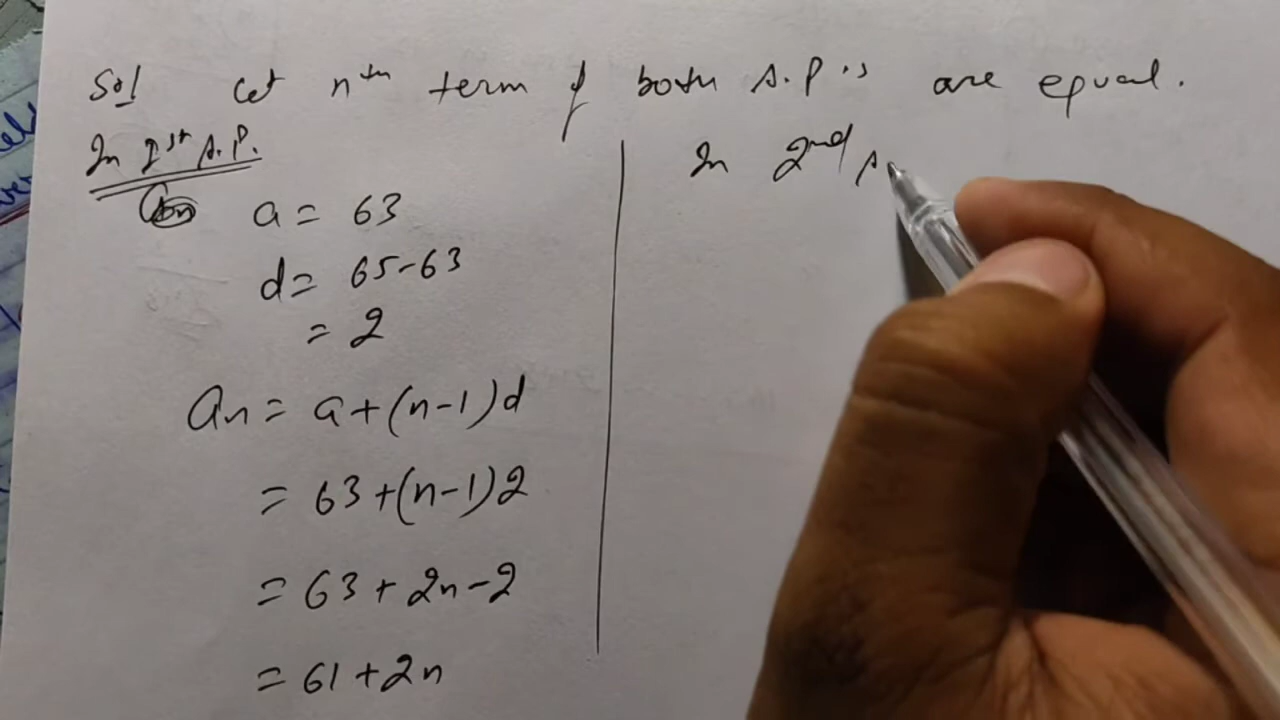 Sol Let nth term of both A.P.'s are equal.
In 1st A.P.
a = 63
d = 65-63
= 2
an = a+(n-1)d
= 63+(n-1)2
= 63+2n-2
= 61+2n
In 2nd A